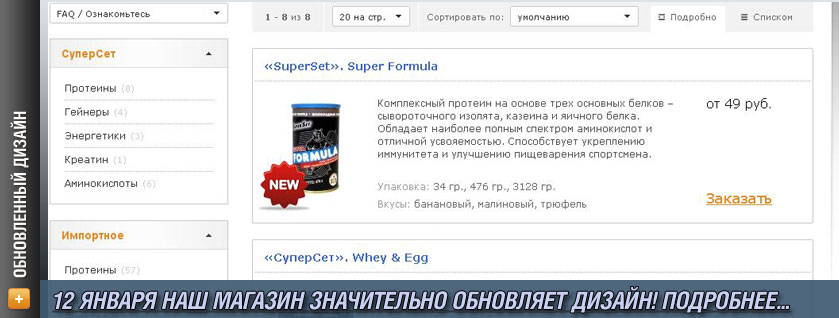 FAQ / Ознакомьтесь
1 - 8 из 8
20 на стр.
Сортировать по:
умолчанию
Подробно
Списком
СуперСет
Протеины (8)
Гейнеры (4)
Энергетики (3)
Креатин (1)
Аминокислоты (6)
Импортное
Протеины (57)
«SuperSet». Super Formula
FORMULA
NEW
Комплексный протеин на основе трех основных белков –
сывороточного изолята, казеина и яичного белка.
Обладает наиболее полным спектром аминокислот и
отличной усвояемостью. Способствует укреплению
иммунитета и улучшению пищеварения спортсмена.
Упаковка: 34 гр., 476 гр., 3128 гр.
Вкусы: банановый, малиновый, трюфель
от 49 руб.
Заказать
«СуперСет». Whey & Egg
ОБНОВЛЕННЫЙ ДИЗАЙН
12 ЯНВАРЯ НАШ МАГАЗИН ЗНАЧИТЕЛЬНО ОБНОВЛЯЕТ ДИЗАЙН! ПОДРОБНЕЕ...